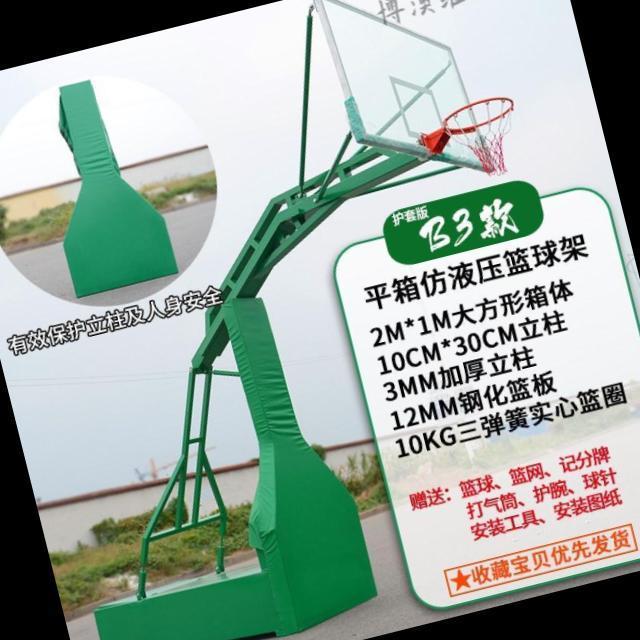 护套版
B3款
平箱仿液压篮球架
2M*1M大方形箱体
10CM*30CM立柱
3MM加厚立柱
12MM钢化篮板
10KG三弹簧实心篮圈
有效保护立柱及人身安全
赠送：篮球、篮网、记分牌
打气筒、护腕、球针
安装工具、安装图纸
★收藏宝贝优先发货